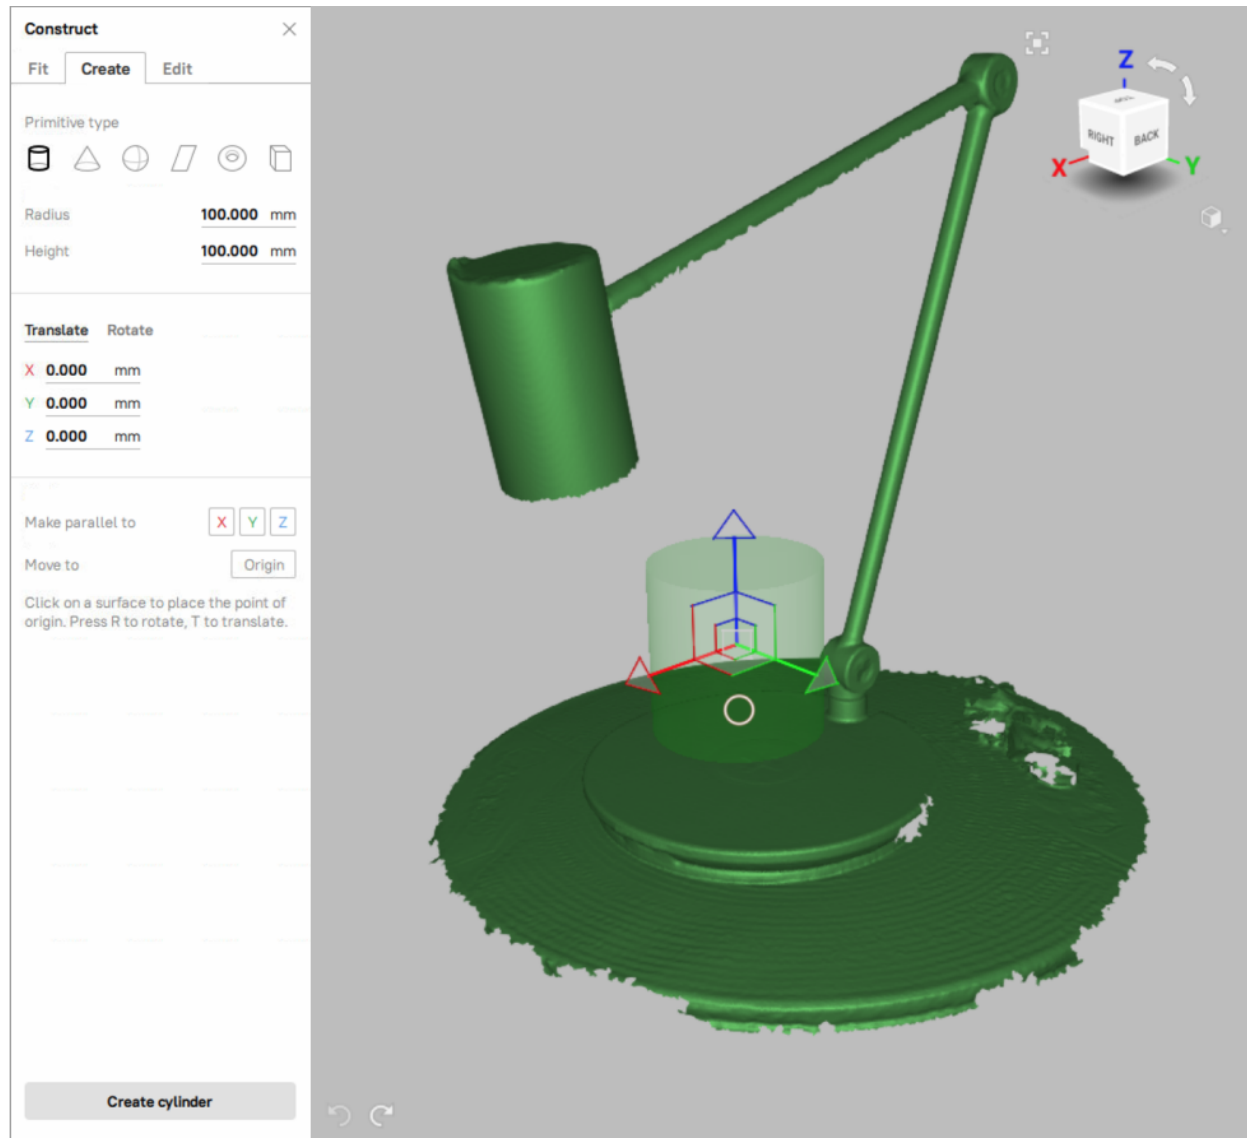 Construct
Fit Create Edit
Primitive type
Radius 100.000 mm
Height 100.000 mm
Translate Rotate
X 0.000 mm
Y 0.000 mm
Z 0.000 mm
Make parallel to X Y Z
Move to Origin
Click on a surface to place the point of
origin. Press R to rotate, T to translate.
Create cylinder
Z
TOP
RIGHT BACK
X Y